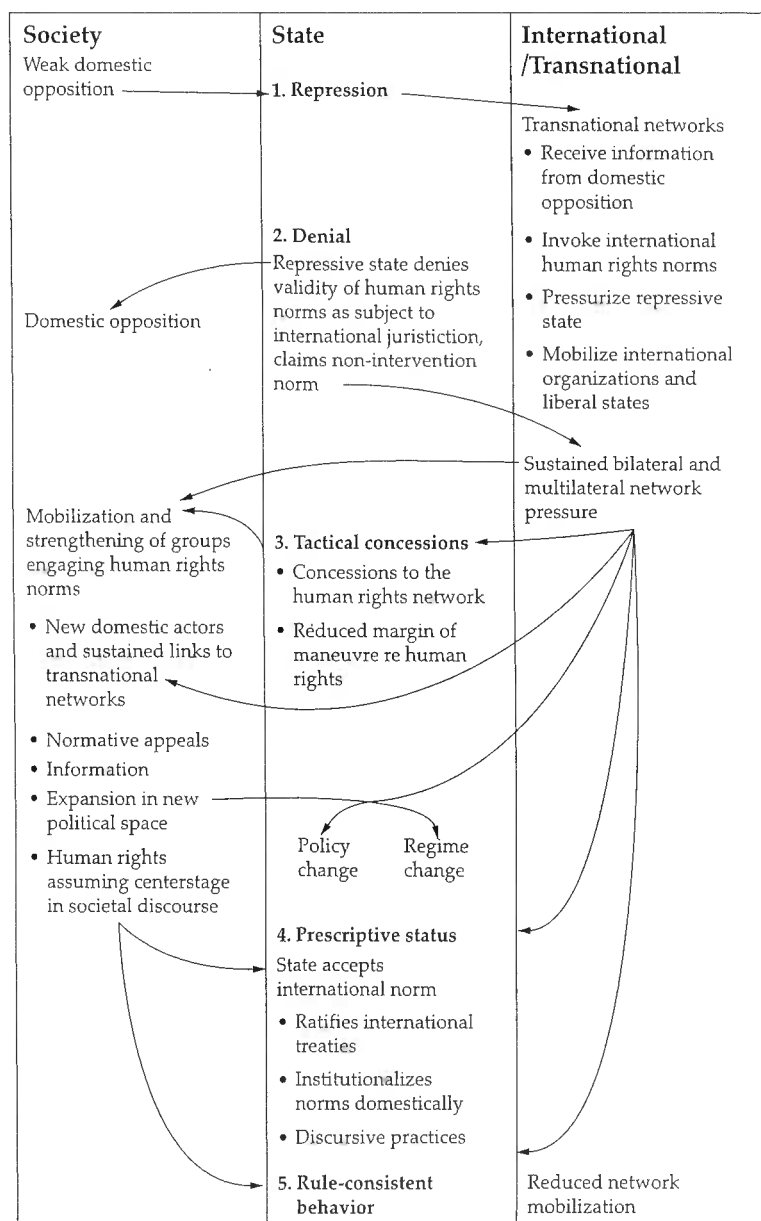 Society
Weak domestic
opposition
Domestic opposition
Mobilization and
strengthening of groups
engaging human rights
norms
• New domestic actors
and sustained links to
transnational
networks
• Normative appeals
• Information
• Expansion in new
political space
• Human rights
assuming centerstage
in societal discourse
State
1. Repression
2. Denial
Repressive state denies
validity of human rights
norms as subject to
international juristiction,
claims non-intervention
norm
3. Tactical concessions
• Concessions to the
human rights network
• Reduced margin of
maneuvre re human
rights
Policy
change
Regime
change
4. Prescriptive status
State accepts
international norm
• Ratifies international
treaties
• Institutionalizes
norms domestically
• Discursive practices
5. Rule-consistent
behavior
International
/Transnational
Transnational networks
• Receive information
from domestic
opposition
• Invoke international
human rights norms
• Pressurize repressive
state
• Mobilize international
organizations and
liberal states
Sustained bilateral and
multilateral network
pressure
Reduced network
mobilization